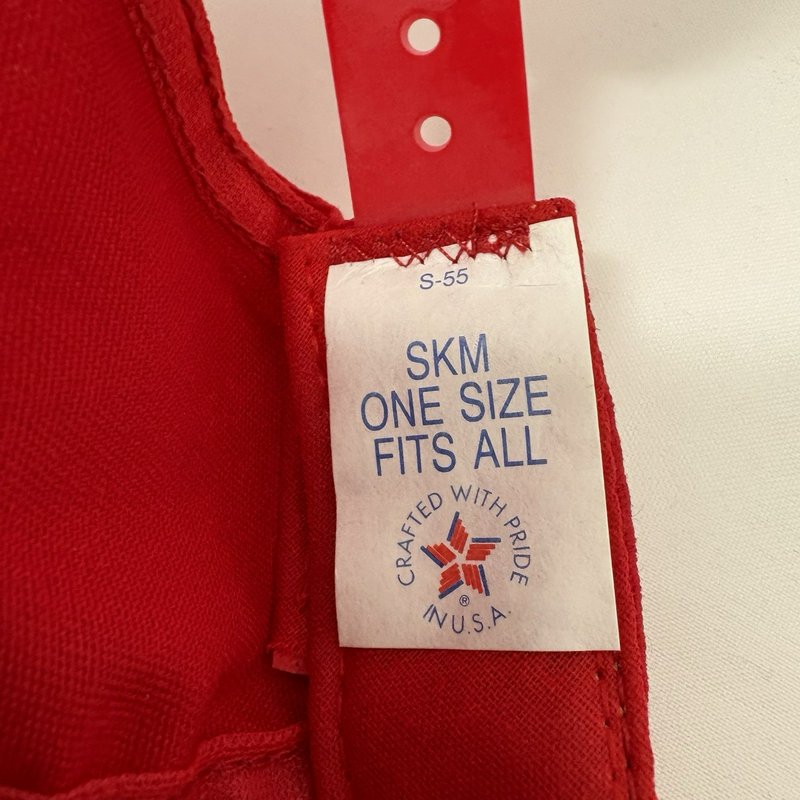 S-55
SKM
ONE SIZE
FITS ALL
CRAFTED WITH PRIDE
®
IN U.S.A.